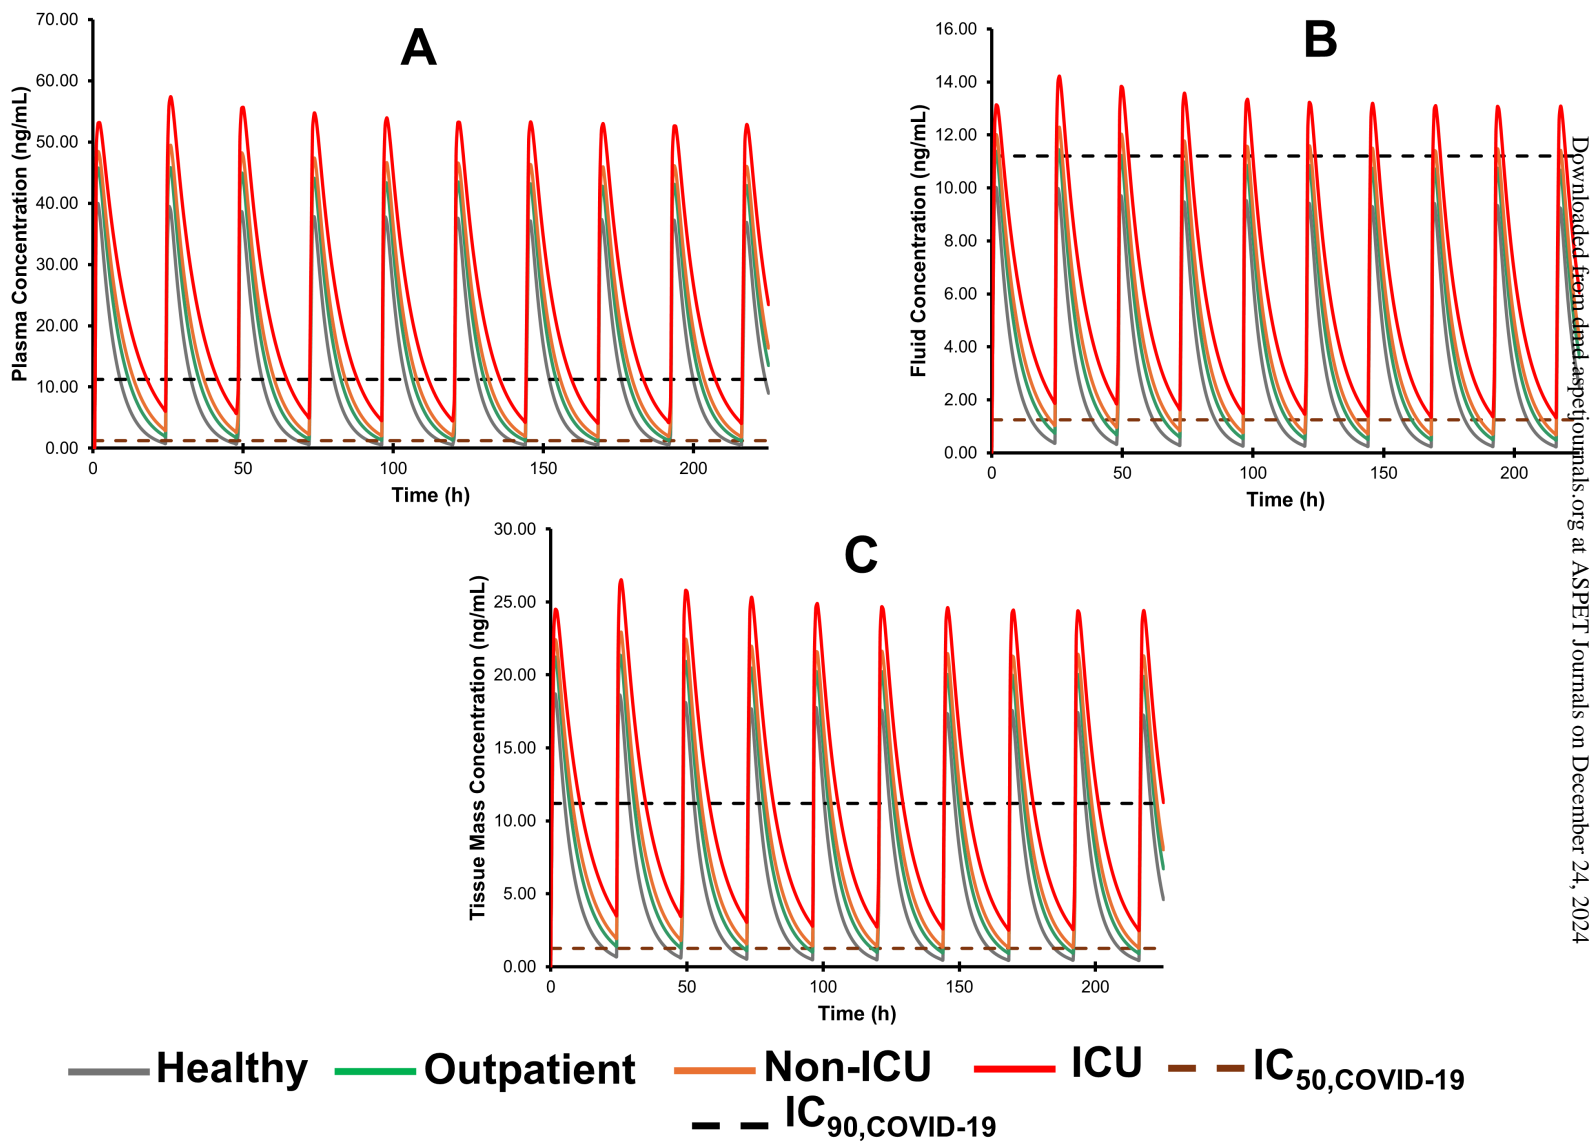 A
70.00
60.00
50.00
40.00
30.00
20.00
10.00
0.00
Plasma Concentration (ng/mL)
0 50 100 150 200
Time (h)
B
16.00
14.00
12.00
10.00
8.00
6.00
4.00
2.00
0.00
Fluid Concentration (ng/mL)
0 50 100 150 200
Time (h)
C
30.00
25.00
20.00
15.00
10.00
5.00
0.00
Tissue Mass Concentration (ng/mL)
0 50 100 150 200
Time (h)
Healthy Outpatient Non-ICU ICU IC50,COVID-19
IC90,COVID-19
Downloaded from dmd.aspetjournals.org at ASPET Journals on December 24, 2024